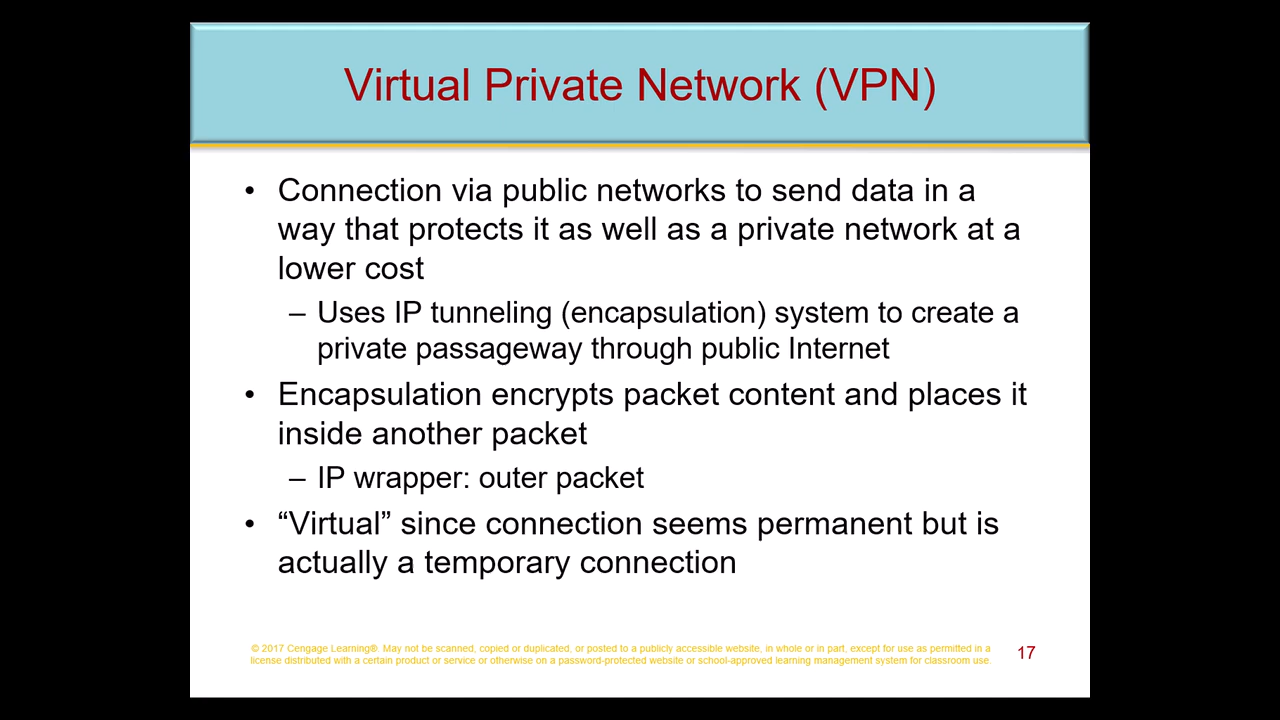 Virtual Private Network (VPN)
• Connection via public networks to send data in a
way that protects it as well as a private network at a
lower cost
– Uses IP tunneling (encapsulation) system to create a
private passageway through public Internet
• Encapsulation encrypts packet content and places it
inside another packet
– IP wrapper: outer packet
• “Virtual” since connection seems permanent but is
actually a temporary connection
© 2017 Cengage Learning®. May not be scanned, copied or duplicated, or posted to a publicly accessible website, in whole or in part, except for use as permitted in a
license distributed with a certain product or service or otherwise on a password-protected website or school-approved learning management system for classroom use.
17